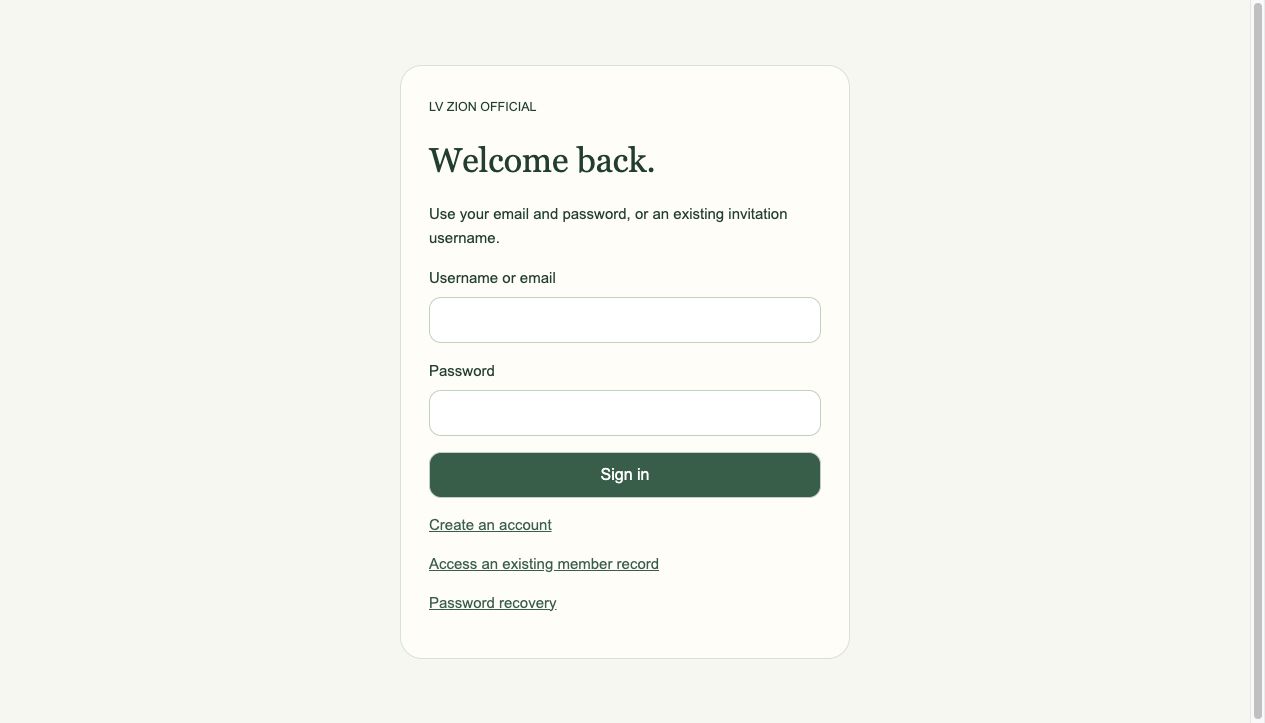 LV ZION OFFICIAL
Welcome back.
Use your email and password, or an existing invitation
username.
Username or email
Password
Sign in
Create an account
Access an existing member record
Password recovery